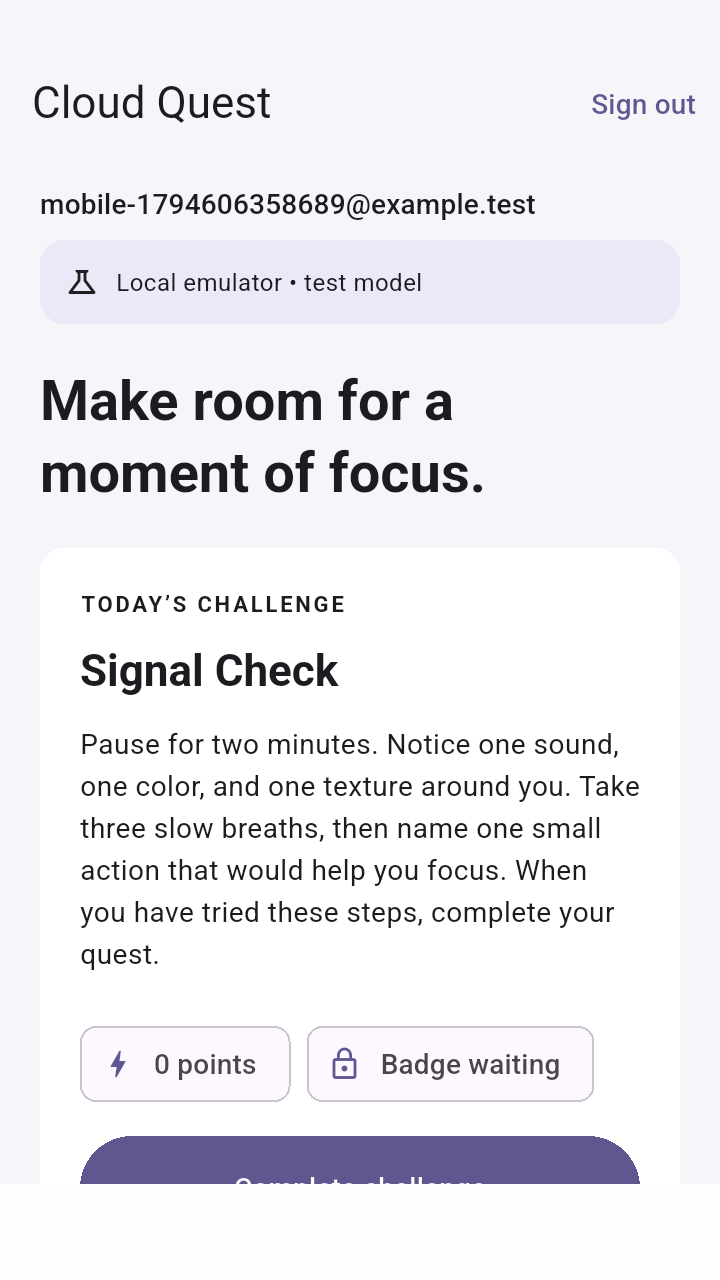 Cloud Quest
Sign out
mobile-1794606358689@example.test
Local emulator • test model
Make room for a
moment of focus.
TODAY’S CHALLENGE
Signal Check
Pause for two minutes. Notice one sound,
one color, and one texture around you. Take
three slow breaths, then name one small
action that would help you focus. When
you have tried these steps, complete your
quest.
0 points
Badge waiting
Complete challenge